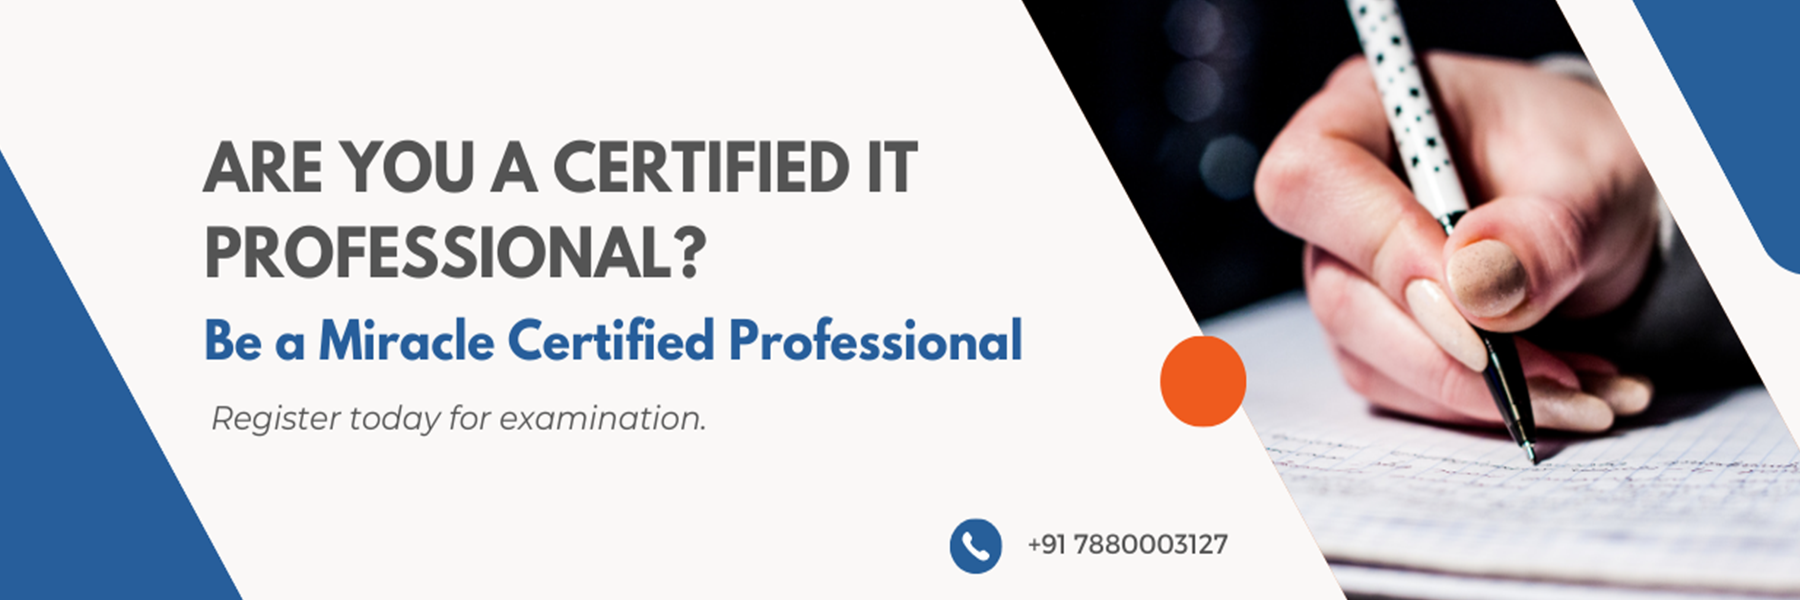 ARE YOU A CERTIFIED IT
PROFESSIONAL?
Be a Miracle Certified Professional
Register today for examination.
+91 7880003127